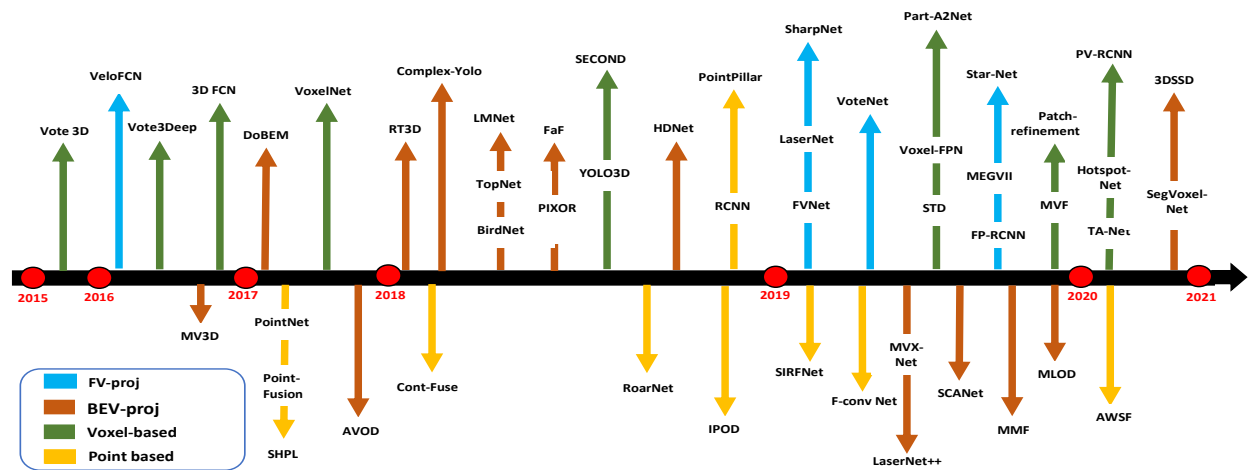 Vote 3D
VeloFCN
Vote3Deep
3D FCN
DoBEM
VoxelNet
RT3D
Complex-Yolo
LMNet
TopNet
BirdNet
FaF
PIXOR
SECOND
YOLO3D
HDNet
PointPillar
RCNN
SharpNet
LaserNet
FVNet
VoteNet
Part-A2Net
Voxel-FPN
STD
Star-Net
MEGVII
FP-RCNN
Patch-
refinement
MVF
PV-RCNN
Hotspot-
Net
TA-Net
3DSSD
SegVoxel-
Net
2015
2016
2017
2018
2019
2020
2021
MV3D
PointNet
Point-
Fusion
SHPL
AVOD
Cont-Fuse
RoarNet
IPOD
SIRFNet
F-conv Net
MVX-
Net
LaserNet++
SCANet
MMF
MLOD
AWSF
FV-proj
BEV-proj
Voxel-based
Point based